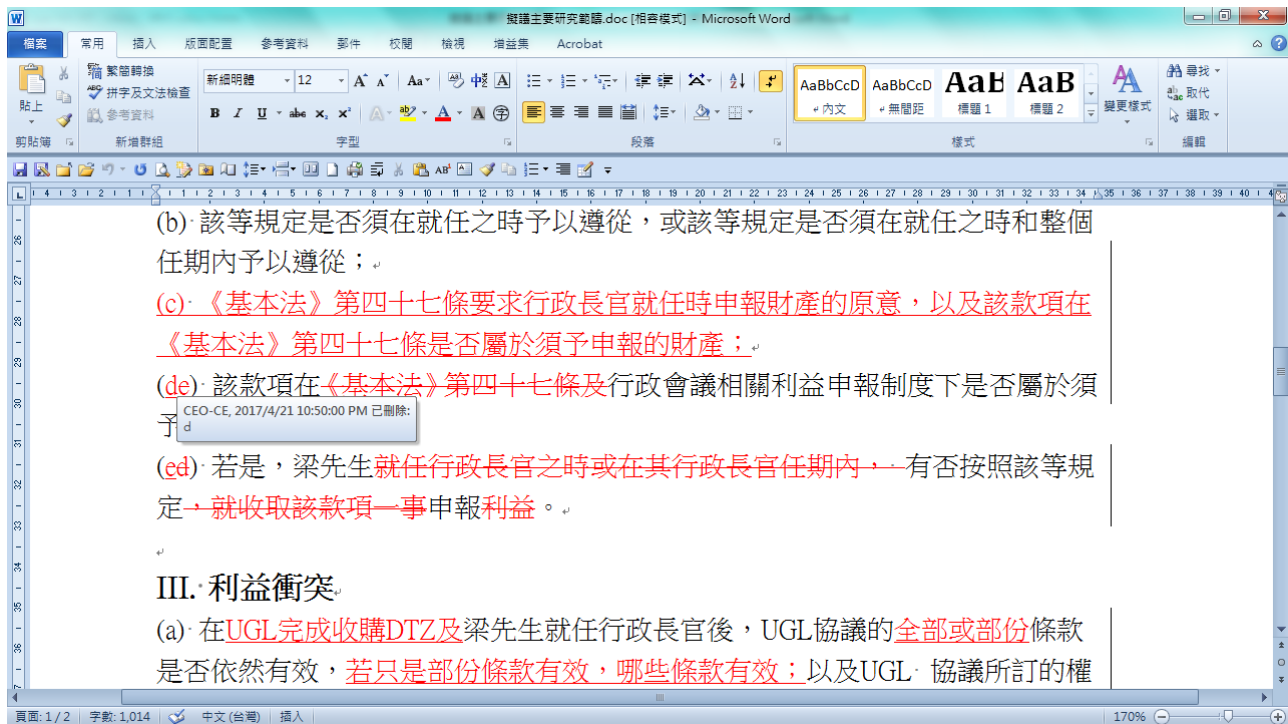 擬議主要研究範疇.doc [相容模式] - Microsoft Word
檔案 常用 插入 版面配置 參考資料 郵件 校閱 檢視 增益集 Acrobat
貼上
剪貼簿
繁簡轉換
拼字及文法檢查
參考資料
新增群組
新細明體 12
字型
段落
AaBbCcD 內文
AaBbCcD 無間距
AaB 標題 1
AaB 標題 2
變更樣式
樣式
尋找
取代
選取
編輯
(b) 該等規定是否須在就任之時予以遵從,或該等規定是否須在就任之時和整個
任期內予以遵從;
(c) 《基本法》第四十七條要求行政長官就任時申報財產的原意,以及該款項在
《基本法》第四十七條是否屬於須予申報的財產;
(de) 該款項在《基本法》第四十七條及行政會議相關利益申報制度下是否屬於須
予
CEO-CE, 2017/4/21 10:50:00 PM 已刪除:
d
(ed) 若是,梁先生就任行政長官之時或在其行政長官任期內, 有否按照該等規
定,就收取該款項一事申報利益。
III. 利益衝突
(a) 在UGL完成收購DTZ及梁先生就任行政長官後,UGL協議的全部或部份條款
是否依然有效,若只是部份條款有效,哪些條款有效;以及UGL 協議所訂的權
頁面: 1 / 2 字數: 1,014 中文 (台灣) 插入 170%